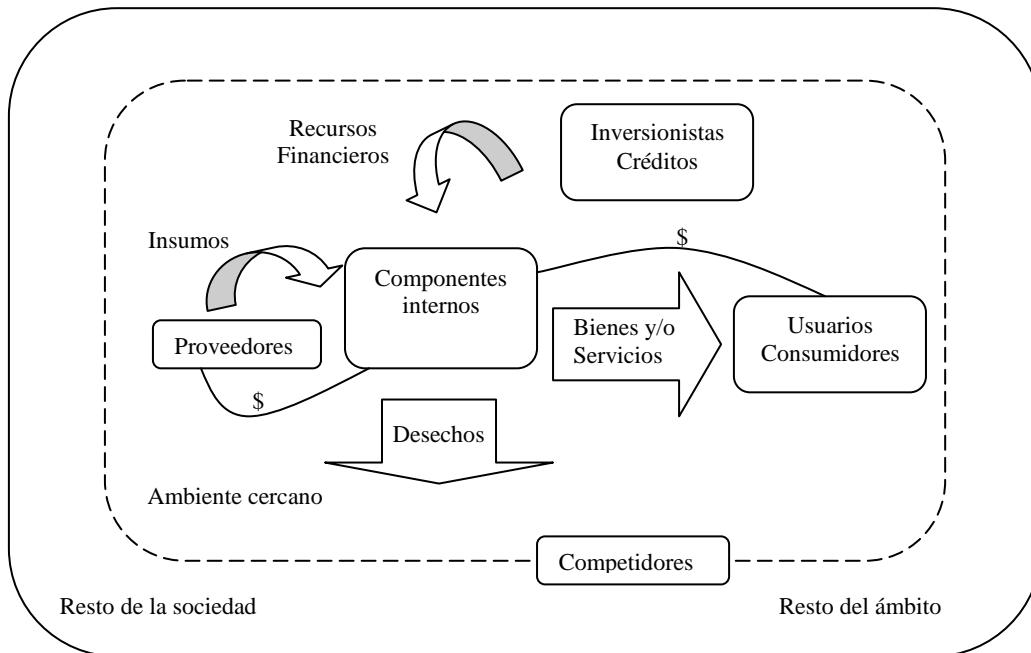 Recursos
Financieros
Inversionistas
Créditos
Insumos
$
Componentes
internos
Proveedores
Bienes y/o
Servicios
Usuarios
Consumidores
$
Desechos
Ambiente cercano
Competidores
Resto de la sociedad
Resto del ámbito